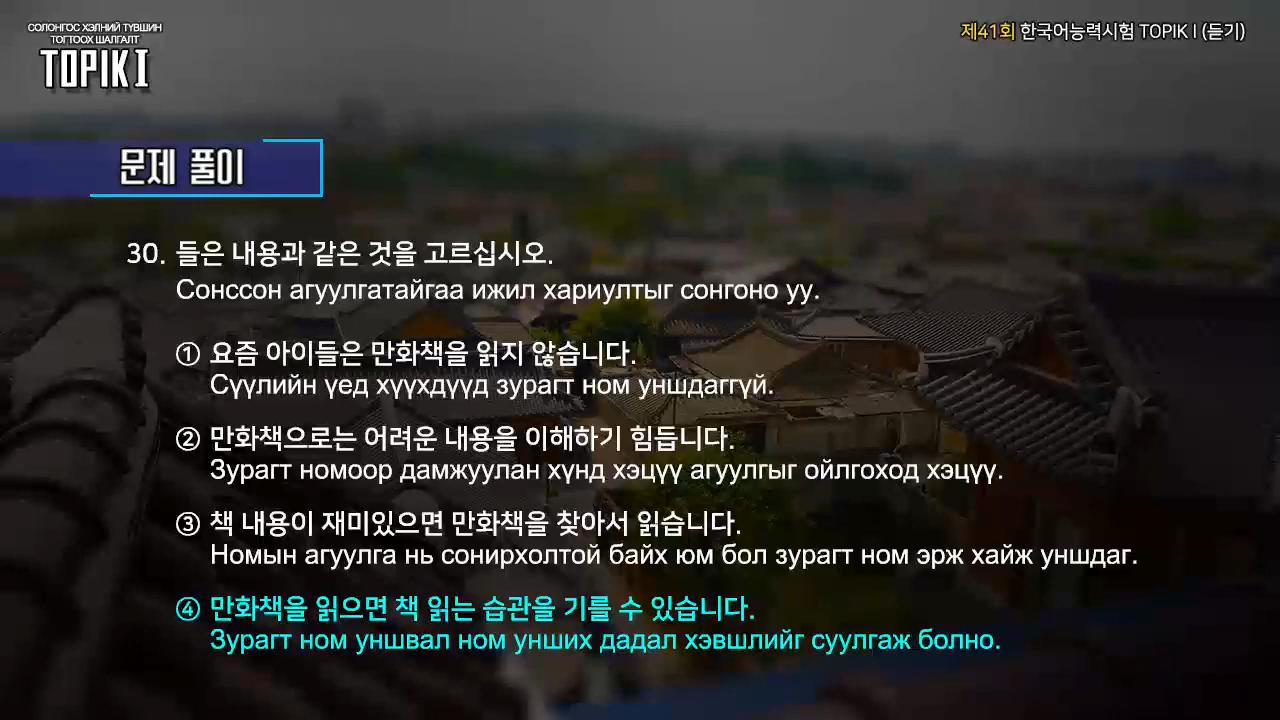 СОЛОНГОС ХЭЛНИЙ ТҮВШИН
ТОГТООХ ШАЛГАЛТ
TOPIK I
제41회 한국어능력시험 TOPIK I (듣기)
문제 풀이
30. 들은 내용과 같은 것을 고르십시오.
Сонссон агуулгатайгаа ижил хариултыг сонгоно уу.
① 요즘 아이들은 만화책을 읽지 않습니다.
Сүүлийн үед хүүхдүүд зурагт ном уншдаггүй.
② 만화책으로는 어려운 내용을 이해하기 힘듭니다.
Зурагт номоор дамжуулан хүнд хэцүү агуулгыг ойлгоход хэцүү.
③ 책 내용이 재미있으면 만화책을 찾아서 읽습니다.
Номын агуулга нь сонирхолтой байх юм бол зурагт ном эрж хайж уншдаг.
④ 만화책을 읽으면 책 읽는 습관을 기를 수 있습니다.
Зурагт ном уншвал ном унших дадал хэвшлийг суулгаж болно.